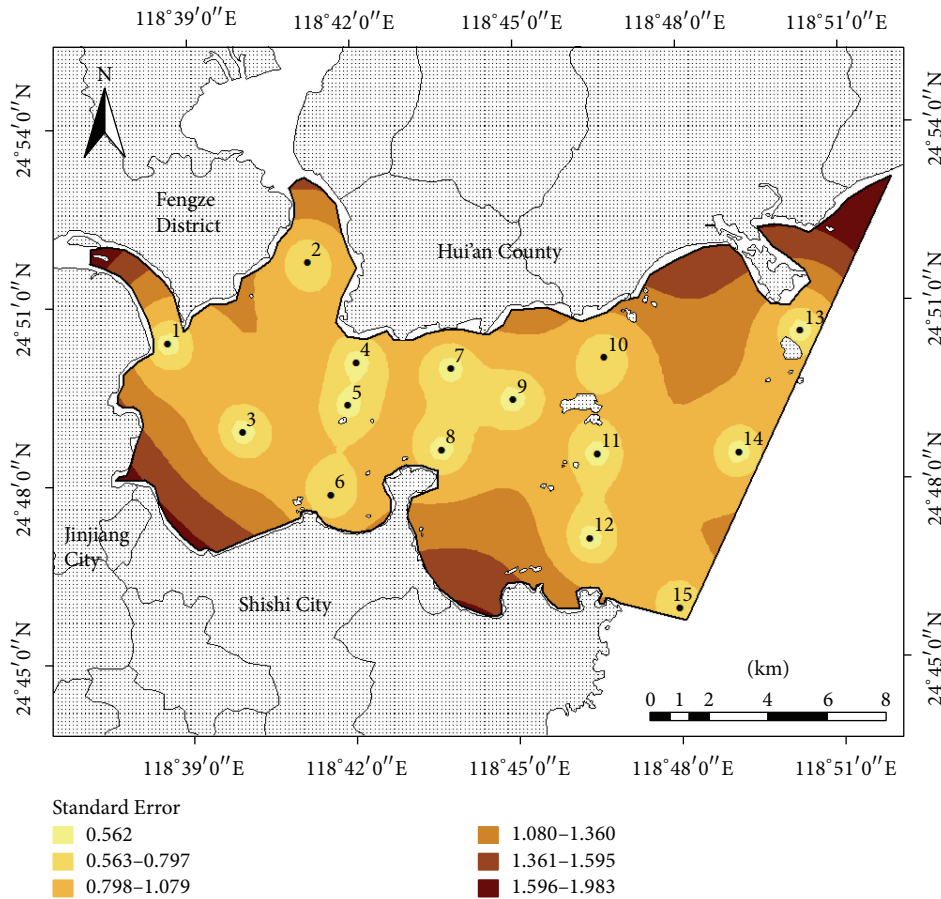 118°39′0″E 118°42′0″E 118°45′0″E 118°48′0″E 118°51′0″E
N
24°54′0″N 24°54′0″N
Fengze
District
2
Hui'an County
24°51′0″N 24°51′0″N
1 13
4 7 10
5 9
3 8 11 14
6
24°48′0″N 24°48′0″N
12
Jinjiang
City
Shishi City
15
24°45′0″N 24°45′0″N
(km)
0 1 2 4 6 8
118°39′0″E 118°42′0″E 118°45′0″E 118°48′0″E 118°51′0″E
Standard Error
0.562
0.563–0.797
0.798–1.079
1.080–1.360
1.361–1.595
1.596–1.983